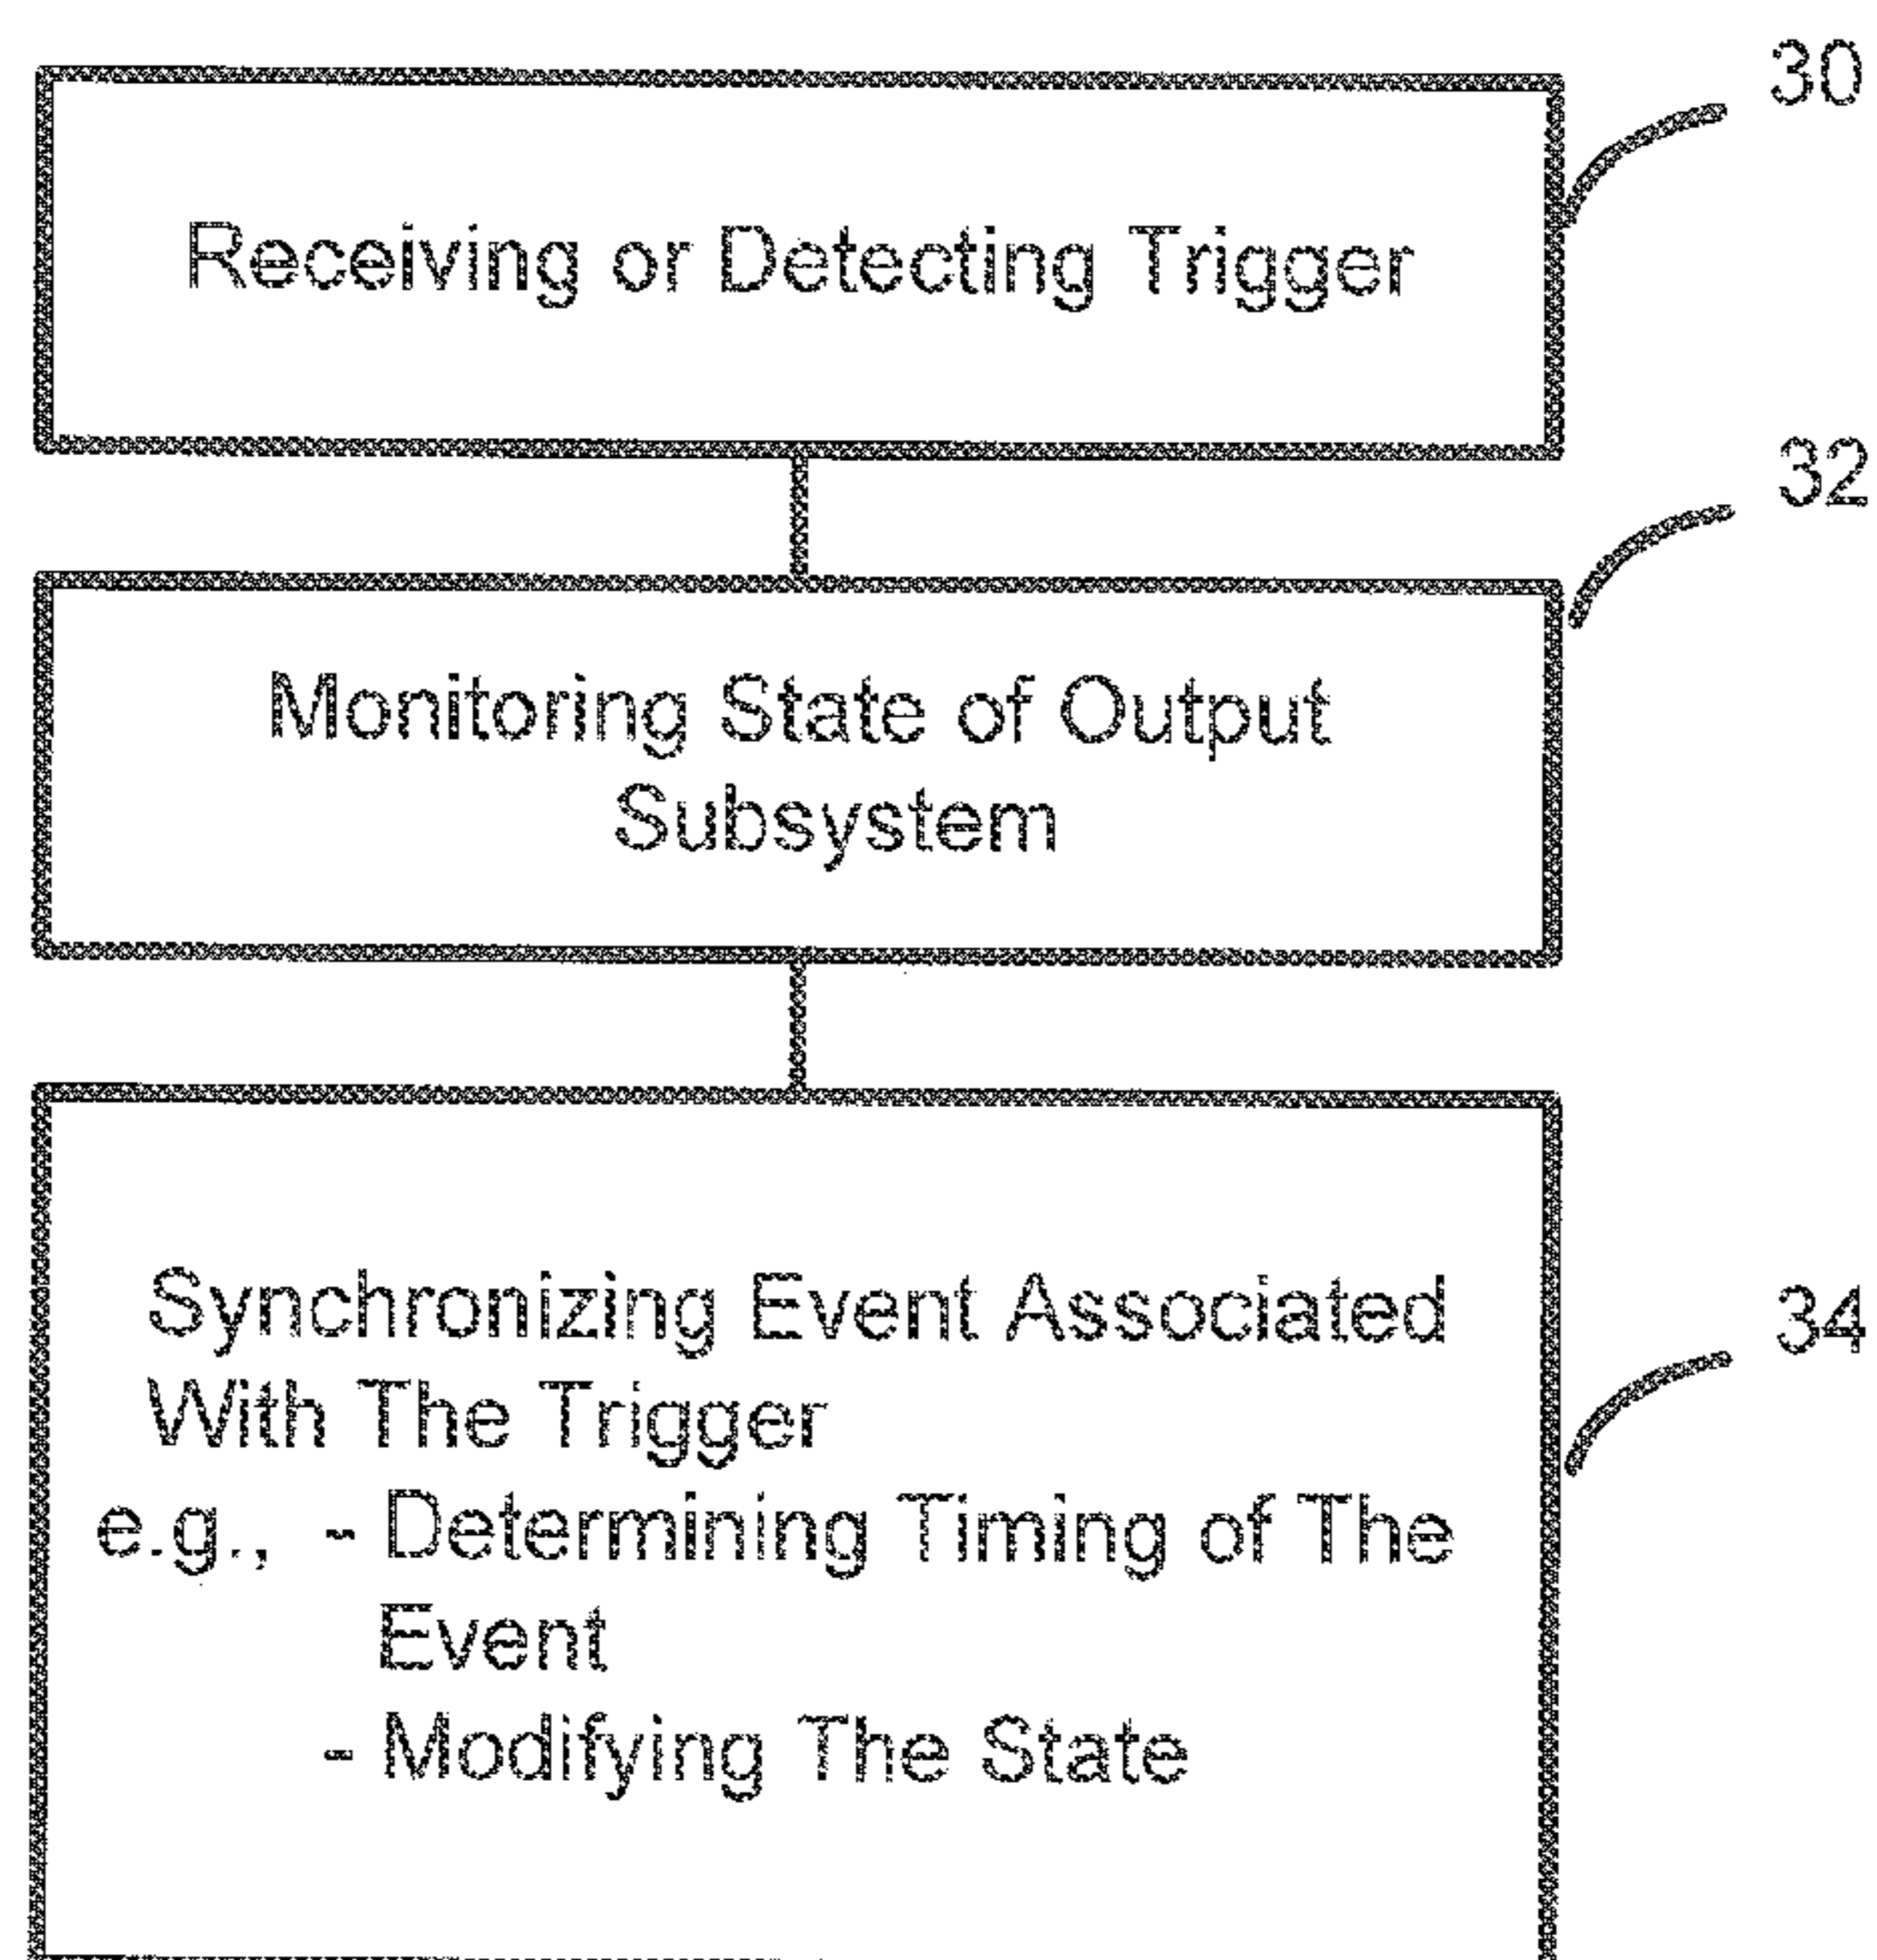 30
Receiving or Detecting Trigger
32
Monitoring State of Output
Subsystem
Synchronizing Event Associated
34
With The Trigger
e.g., - Determining Timing of The
Event
- Modifying The State